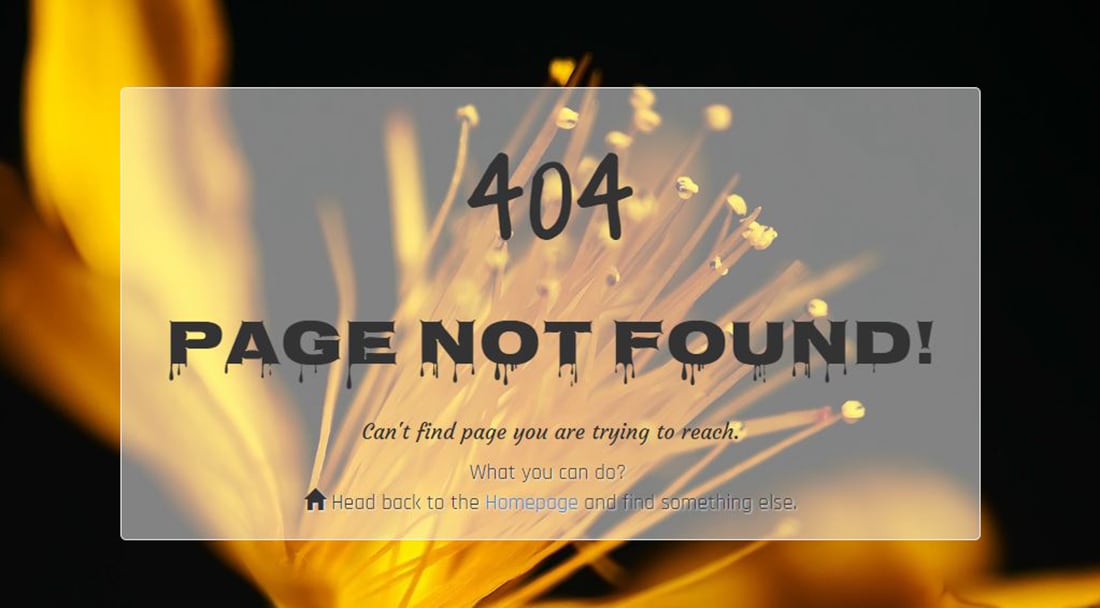 404
PAGE NOT FOUND!
Can't find page you are trying to reach.
What you can do?
Head back to the Homepage and find something else.